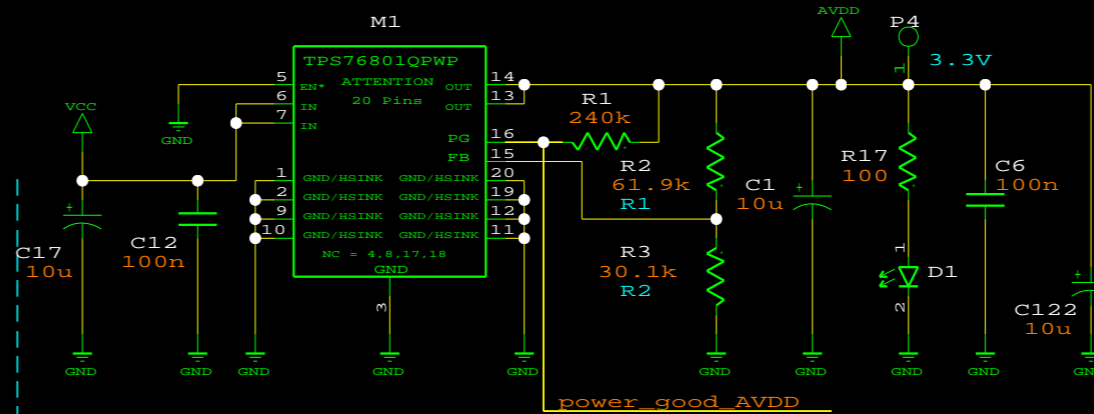 M1
AVDD
P4
1
3.3V
TPS76801QPWP
ATTENTION
20 Pins
5
EN*
OUT
14
6
IN
OUT
13
7
IN
PG
16
FB
15
1
GND/HSINK
GND/HSINK
20
2
GND/HSINK
GND/HSINK
19
9
GND/HSINK
GND/HSINK
12
10
GND/HSINK
GND/HSINK
11
NC = 4,8,17,18
GND
3
VCC
GND
+
C17
10u
C12
100n
R1
240k
R2
61.9k
R1
R3
30.1k
R2
C1
10u
+
R17
100
1
D1
2
C6
100n
+
C122
10u
GND
GND
GND
GND
GND
GND
GND
GND
GND
power_good_AVDD